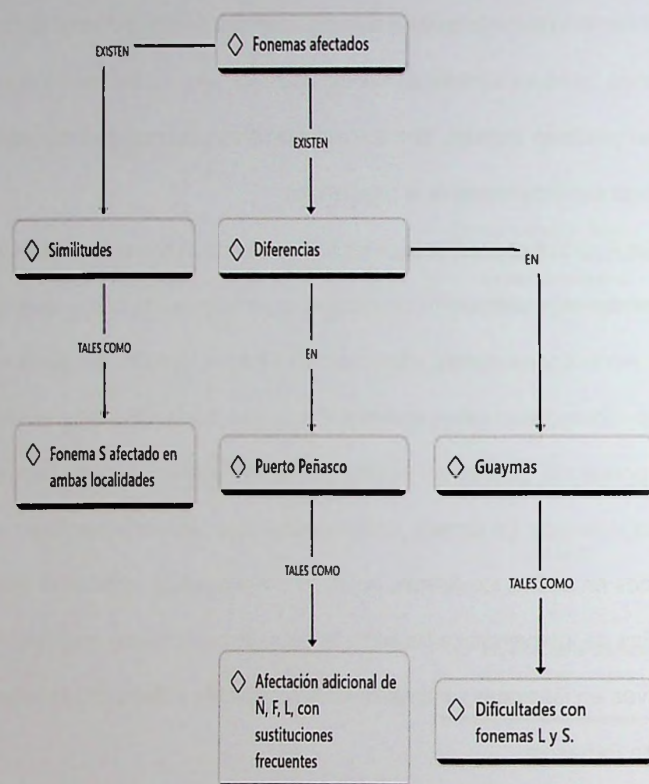 Fonemas afectados
EXISTEN
EXISTEN
Similitudes
Diferencias
EN
TALES COMO
EN
Fonema S afectado en
ambas localidades
Puerto Peñasco
Guaymas
TALES COMO
TALES COMO
Afectación adicional de
Ñ, F, L, con
sustituciones
frecuentes
Dificultades con
fonemas L y S.